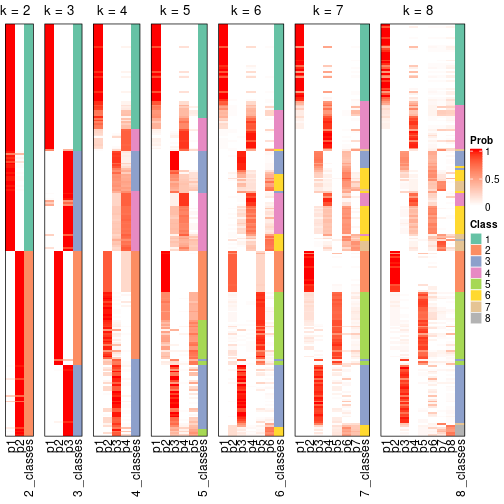 k = 2 k = 3 k = 4 k = 5 k = 6 k = 7 k = 8
Prob
1
0.5
0
Class
1
2
3
4
5
6
7
8
p1 p2 2_classes
p1 p2 p3 3_classes
p1 p2 p3 p4 4_classes
p1 p2 p3 p4 p5 5_classes
p1 p2 p3 p4 p5 p6 6_classes
p1 p2 p3 p4 p5 p6 p7 7_classes
p1 p2 p3 p4 p5 p6 p7 p8 8_classes